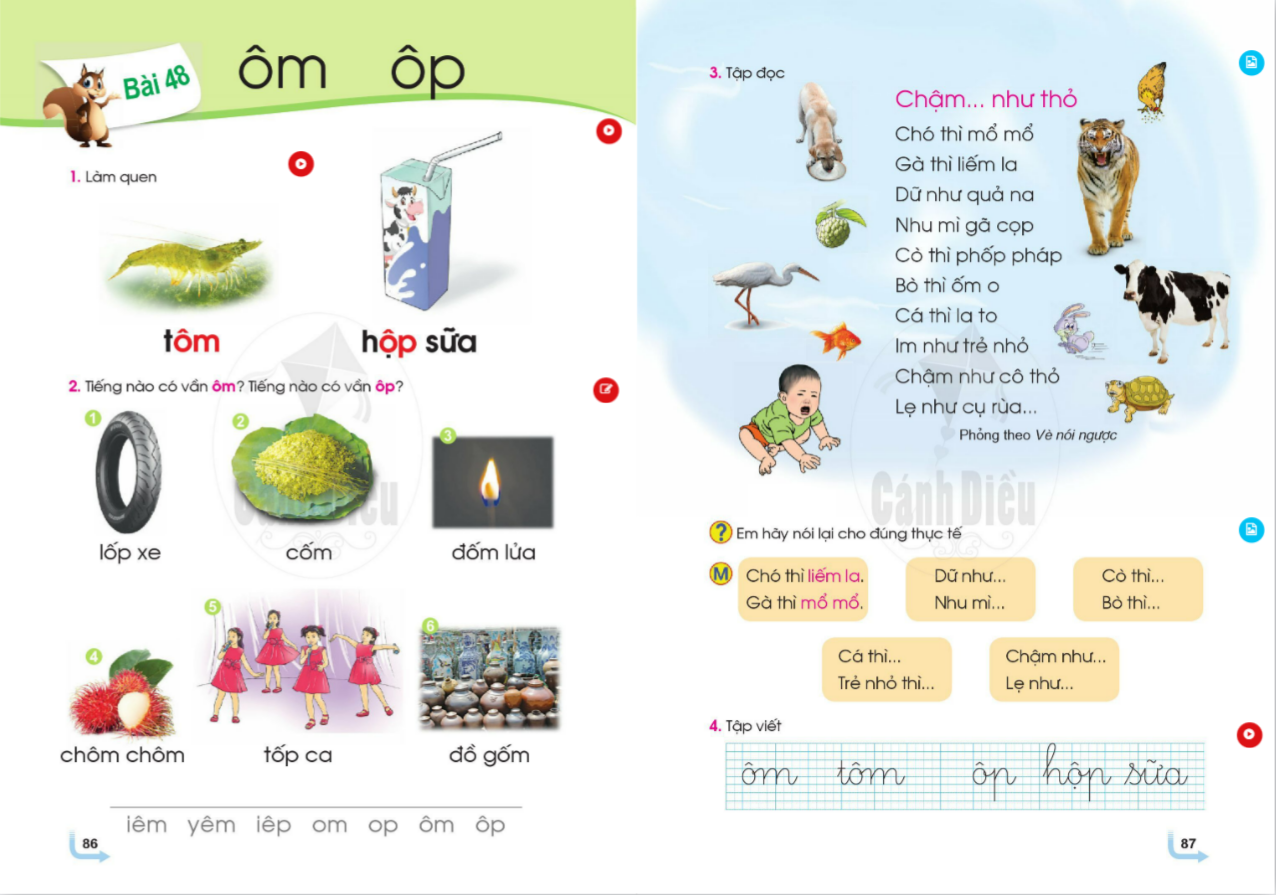 Bài 48
ôm ôp
1. Làm quen
tôm
hộp sữa
2. Tiếng nào có vần ôm? Tiếng nào có vần ôp?
1
2
3
lốp xe
cốm
đốm lửa
4
5
6
chôm chôm
tốp ca
đồ gốm
iêm yêm iêp om op ôm ôp
86
3. Tập đọc
Chậm... như thỏ
Chó thì mổ mổ
Gà thì liếm la
Dữ như quả na
Nhu mì gã cọp
Cò thì phốp pháp
Bò thì ốm o
Cá thì la to
Im như trẻ nhỏ
Chậm như cô thỏ
Lẹ như cụ rùa...
Phỏng theo Vè nói ngược
Cánh Diều
Cánh Diều
? Em hãy nói lại cho đúng thực tế
M
Chó thì liếm la.
Gà thì mổ mổ.
Dữ như...
Nhu mì...
Cò thì...
Bò thì...
Cá thì...
Trẻ nhỏ thì...
Chậm như...
Lẹ như...
4. Tập viết
ôm tôm ôp hộp sữa
87